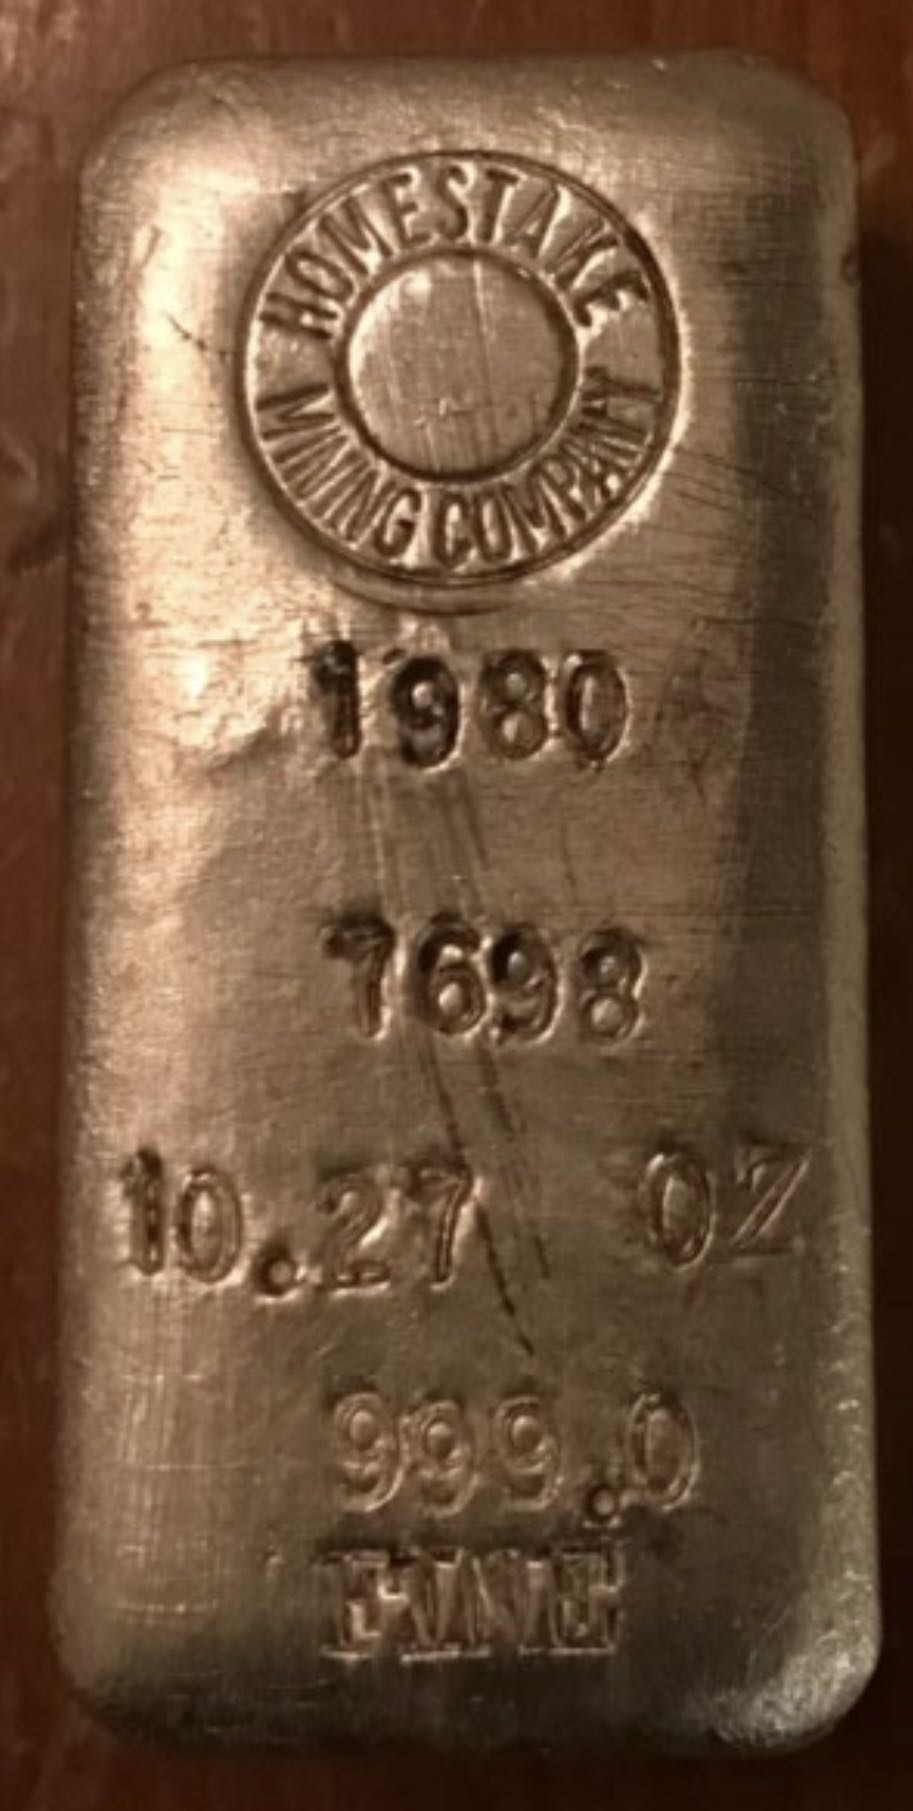 HOMESTAKE
MINING COMPANY
1980
7698
10.27 OZ
999.0
FINE